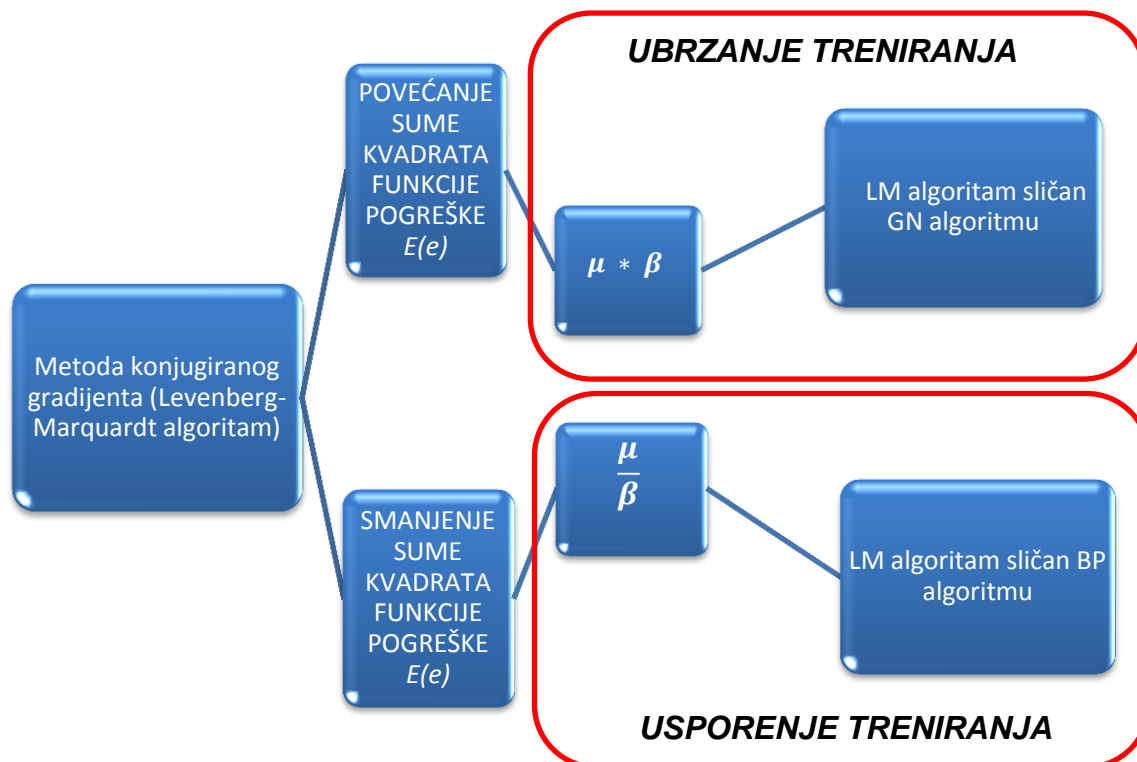 UBRZANJE TRENIRANJA
POVEĆANJE
SUME
KVADRATA
FUNKCIJE
POGREŠKE
E(e)
μ * β
LM algoritam sličan
GN algoritmu
Metoda konjugiranog
gradijenta (Levenberg-
Marquardt algoritam)
SMANJENJE
SUME
KVADRATA
FUNKCIJE
POGREŠKE
E(e)
μ
β
LM algoritam sličan BP
algoritmu
USPORENJE TRENIRANJA